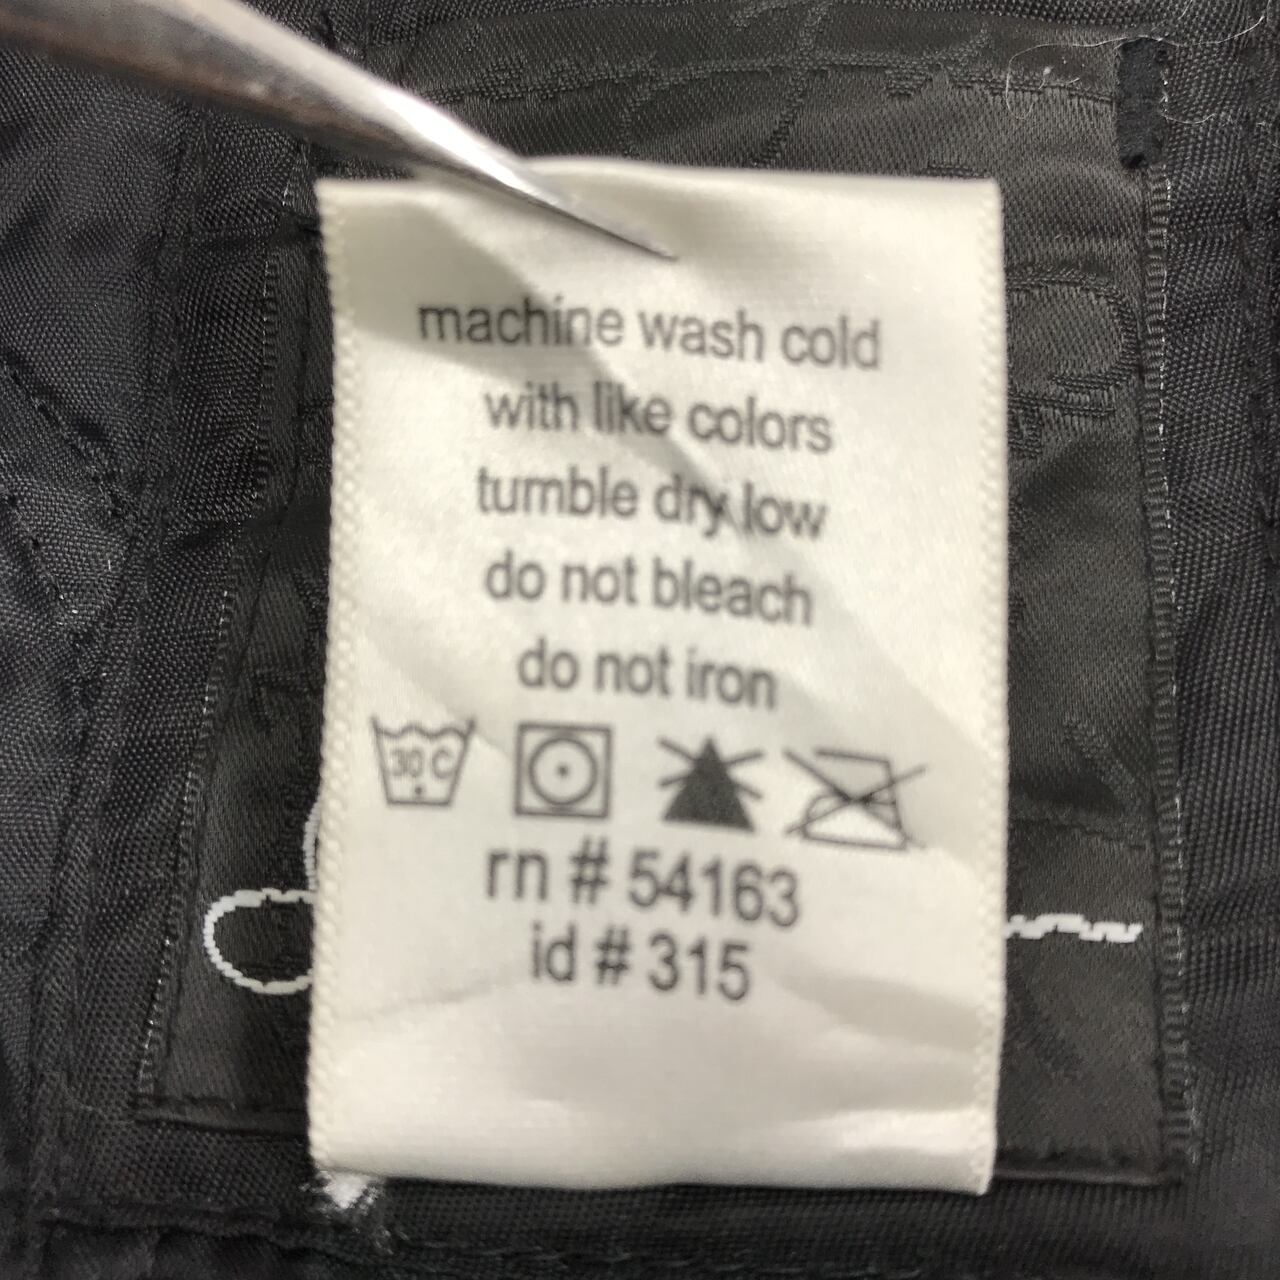 machine wash cold
with like colors
tumble dry low
do not bleach
do not iron
30 C
rn # 54163
id # 315